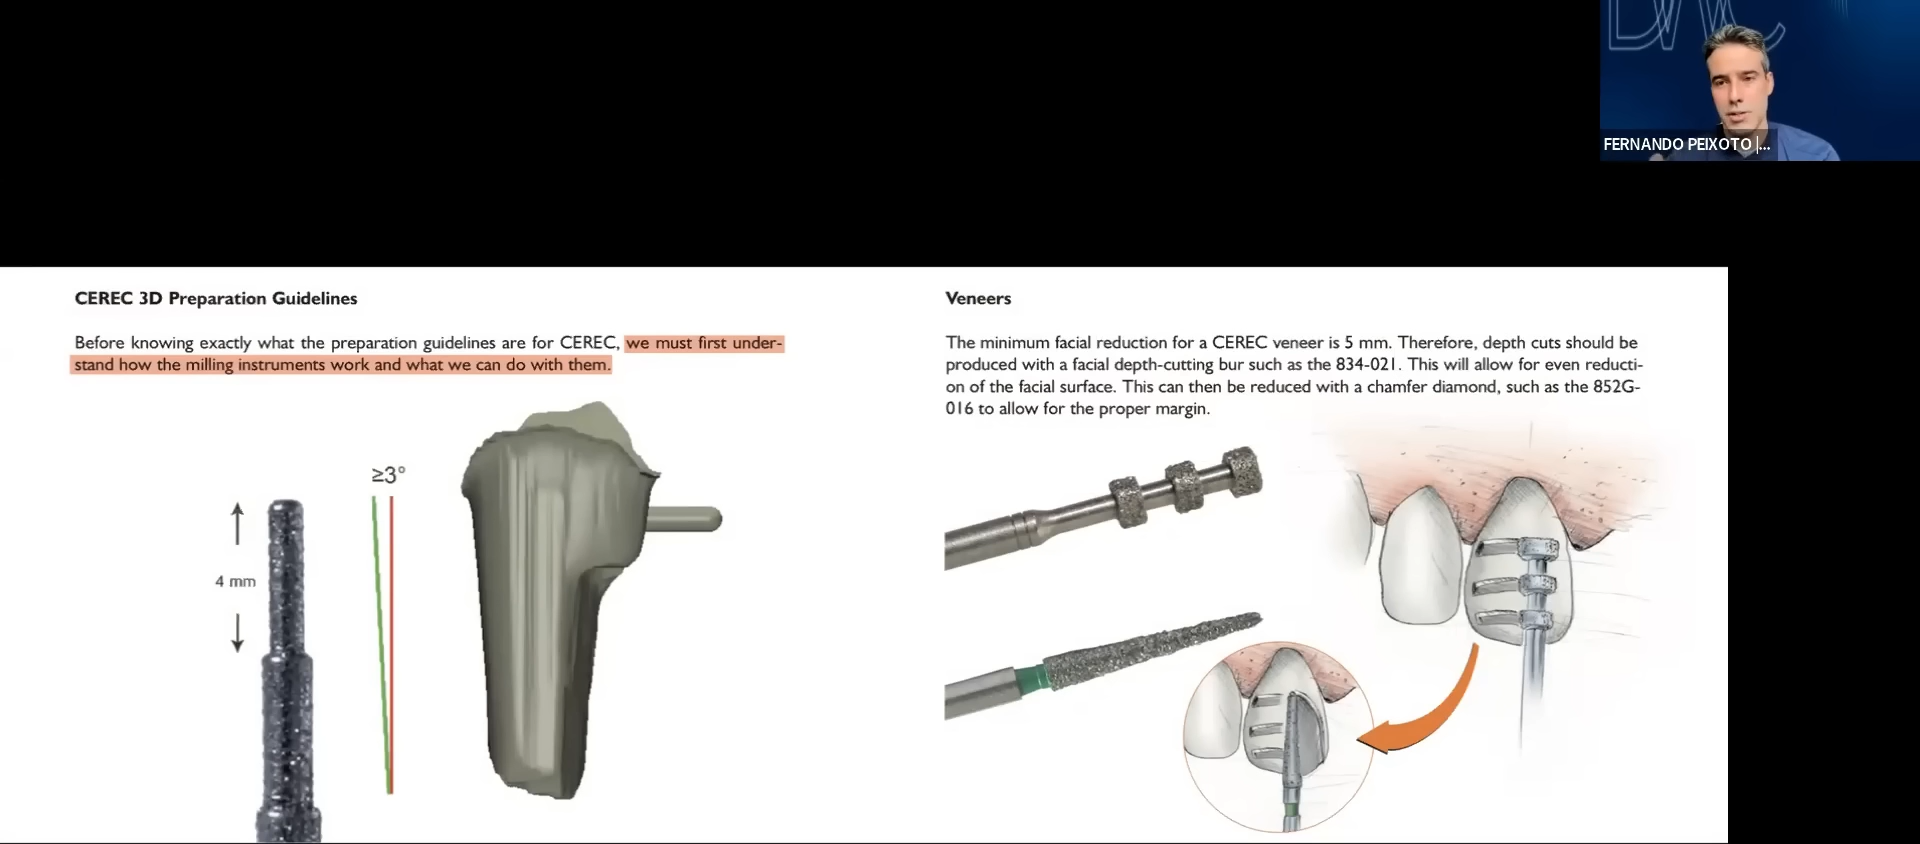 FERNANDO PEIXOTO |...
CEREC 3D Preparation Guidelines
Before knowing exactly what the preparation guidelines are for CEREC, we must first under-
stand how the milling instruments work and what we can do with them.
≥3°
4 mm
Veneers
The minimum facial reduction for a CEREC veneer is 5 mm. Therefore, depth cuts should be
produced with a facial depth-cutting bur such as the 834-021. This will allow for even reducti-
on of the facial surface. This can then be reduced with a chamfer diamond, such as the 852G-
016 to allow for the proper margin.